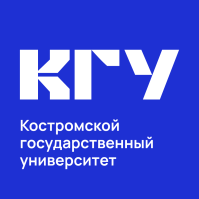 КГУ
Костромской
государственный
университет